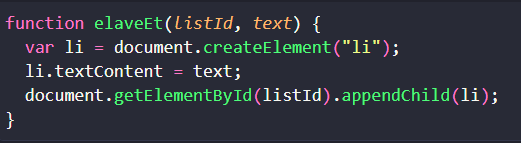 function elaveEt(listId, text) {
  var li = document.createElement("li");
  li.textContent = text;
  document.getElementById(listId).appendChild(li);
}